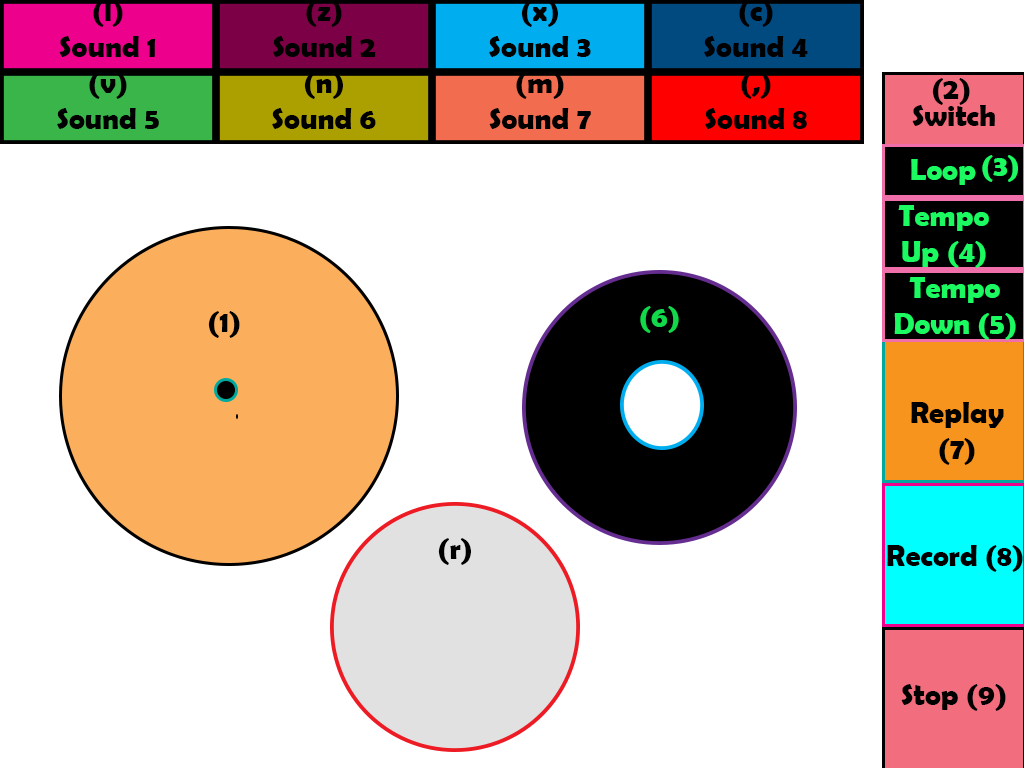 (l) (z) (x) (c)
Sound 1 Sound 2 Sound 3 Sound 4
(v) (n) (m) (,)
Sound 5 Sound 6 Sound 7 Sound 8
(2)
Switch
Loop (3)
Tempo
Up (4)
Tempo
Down (5)
Replay
(7)
Record (8)
Stop (9)
(1)
(6)
(r)